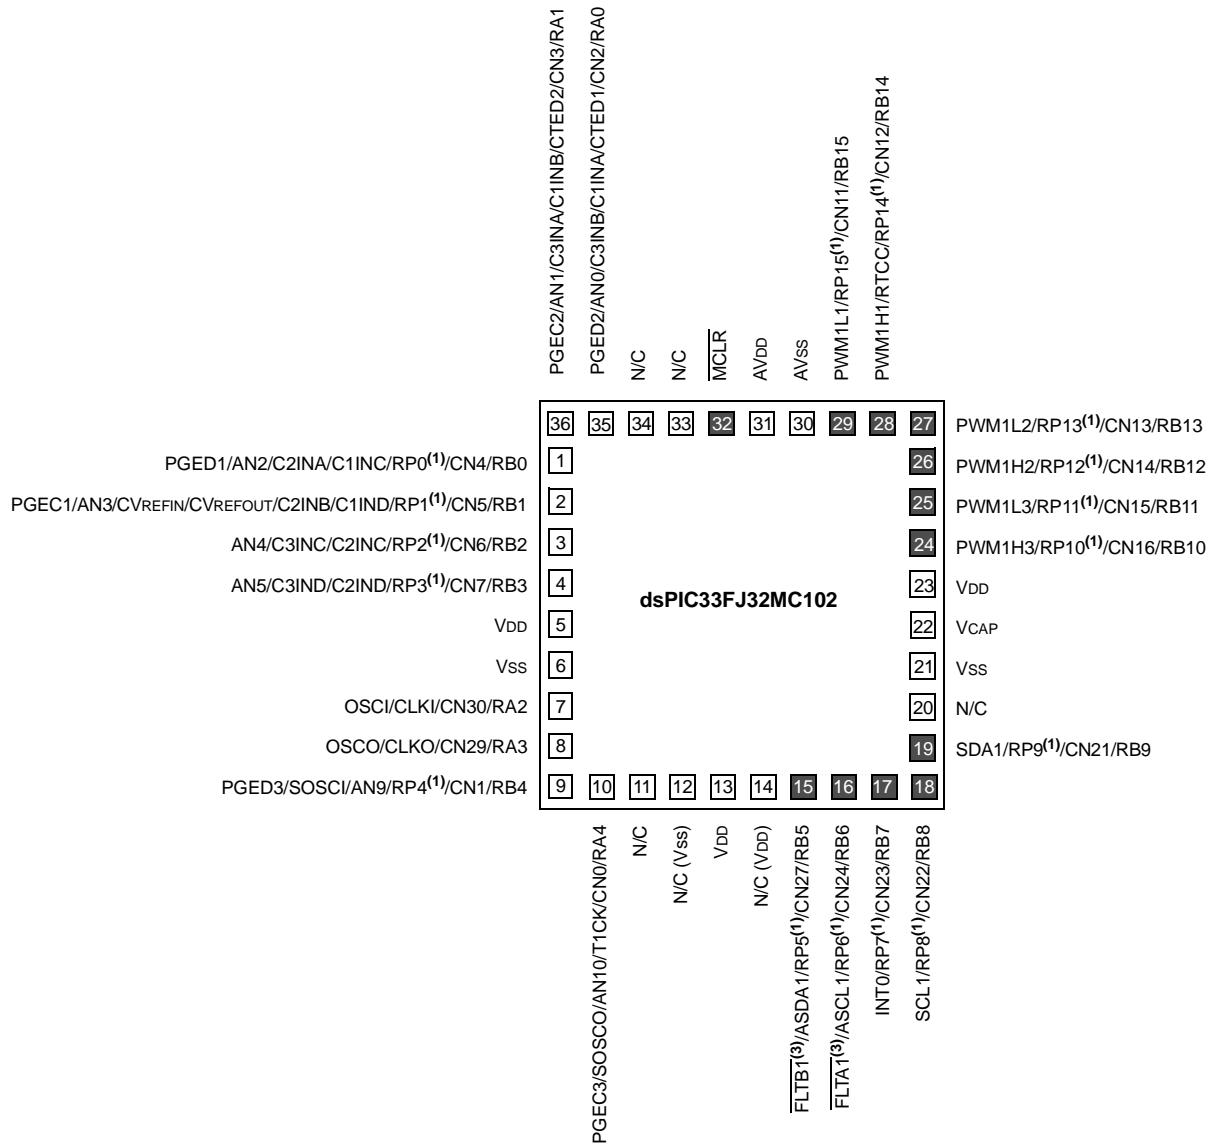 PGEC2/AN1/C3INA/C1INB/CTED2/CN3/RA1
PGED2/AN0/C3INB/C1INA/CTED1/CN2/RA0
N/C
N/C
MCLR
AVDD
AVSS
PWM1L1/RP15(1)/CN11/RB15
PWM1H1/RTCC/RP14(1)/CN12/RB14
36 35 34 33 32 31 30 29 28 27 PWM1L2/RP13(1)/CN13/RB13
PGED1/AN2/C2INA/C1INC/RP0(1)/CN4/RB0 1 26 PWM1H2/RP12(1)/CN14/RB12
PGEC1/AN3/CVREFIN/CVREFOUT/C2INB/C1IND/RP1(1)/CN5/RB1 2 25 PWM1L3/RP11(1)/CN15/RB11
AN4/C3INC/C2INC/RP2(1)/CN6/RB2 3 24 PWM1H3/RP10(1)/CN16/RB10
AN5/C3IND/C2IND/RP3(1)/CN7/RB3 4 23 VDD
dsPIC33FJ32MC102
VDD 5 22 VCAP
VSS 6 21 VSS
OSCI/CLKI/CN30/RA2 7 20 N/C
OSCO/CLKO/CN29/RA3 8 19 SDA1/RP9(1)/CN21/RB9
PGED3/SOSCI/AN9/RP4(1)/CN1/RB4 9 10 11 12 13 14 15 16 17 18
PGEC3/SOSCO/AN10/T1CK/CN0/RA4
N/C
N/C (Vss)
VDD
N/C (VDD)
FLTB1(3)/ASDA1/RP5(1)/CN27/RB5
FLTA1(3)/ASCL1/RP6(1)/CN24/RB6
INT0/RP7(1)/CN23/RB7
SCL1/RP8(1)/CN22/RB8